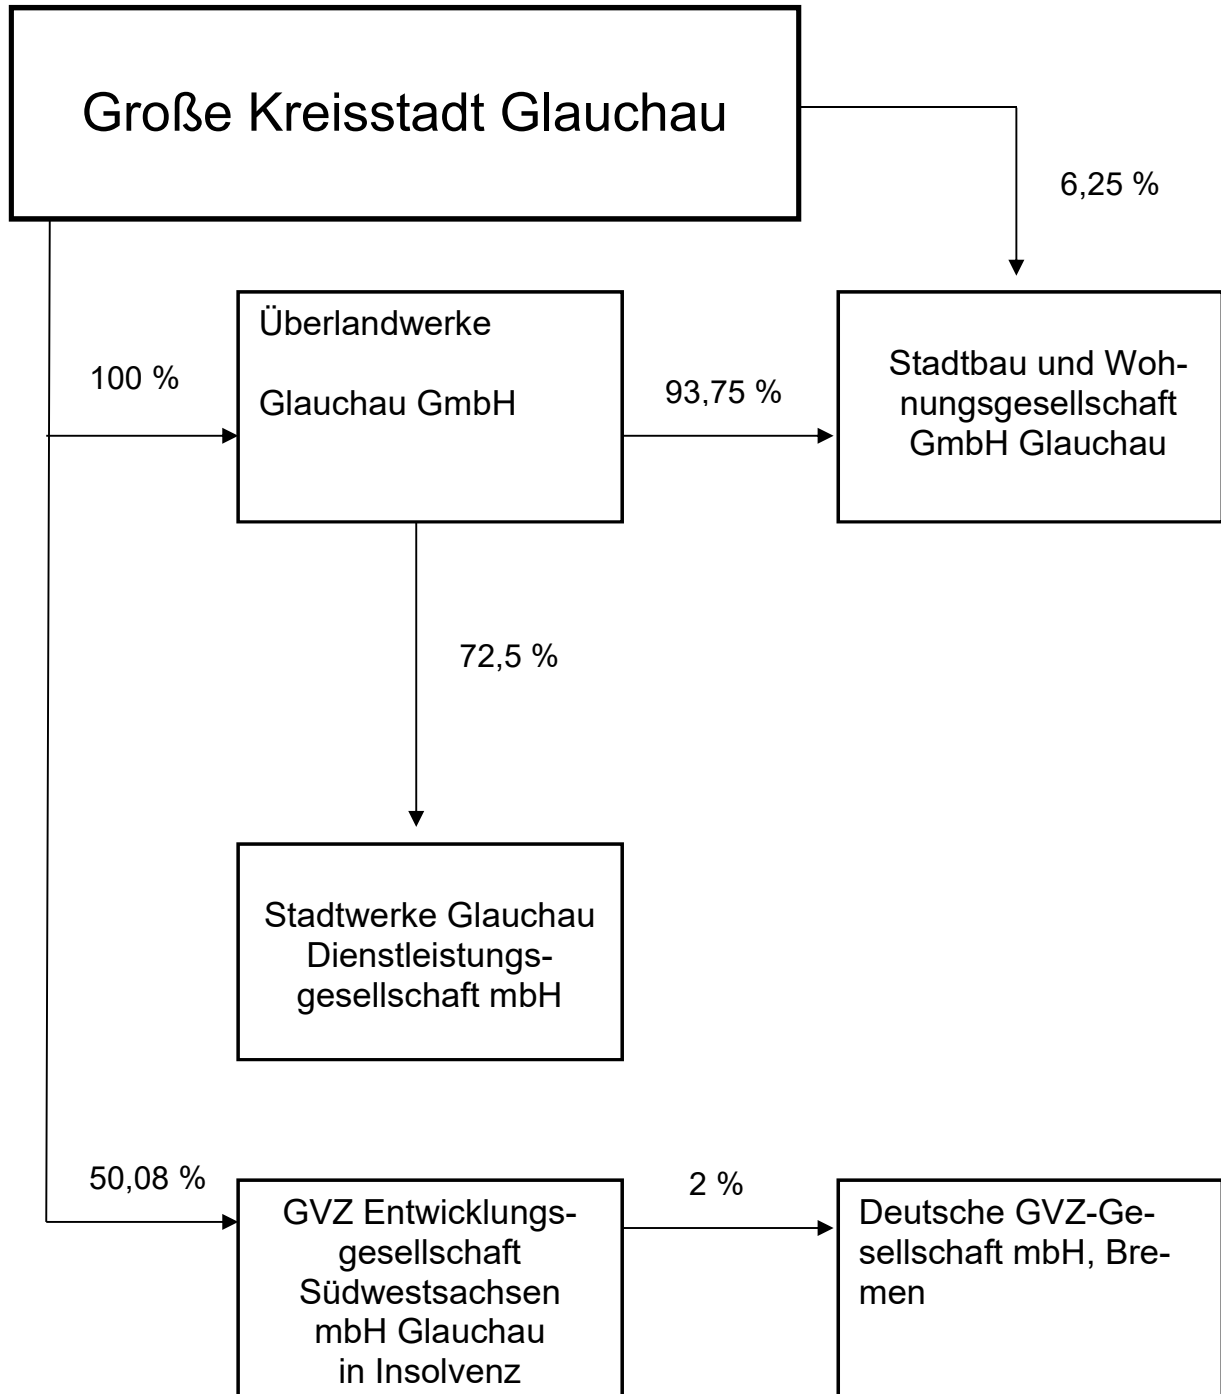 Große Kreisstadt Glauchau
6,25 %
Überlandwerke
Glauchau GmbH
100 %
93,75 %
Stadtbau und Woh-
nungsgesellschaft
GmbH Glauchau
72,5 %
Stadtwerke Glauchau
Dienstleistungs-
gesellschaft mbH
50,08 %
GVZ Entwicklungs-
gesellschaft
Südwestsachsen
mbH Glauchau
in Insolvenz
2 %
Deutsche GVZ-Ge-
sellschaft mbH, Bre-
men